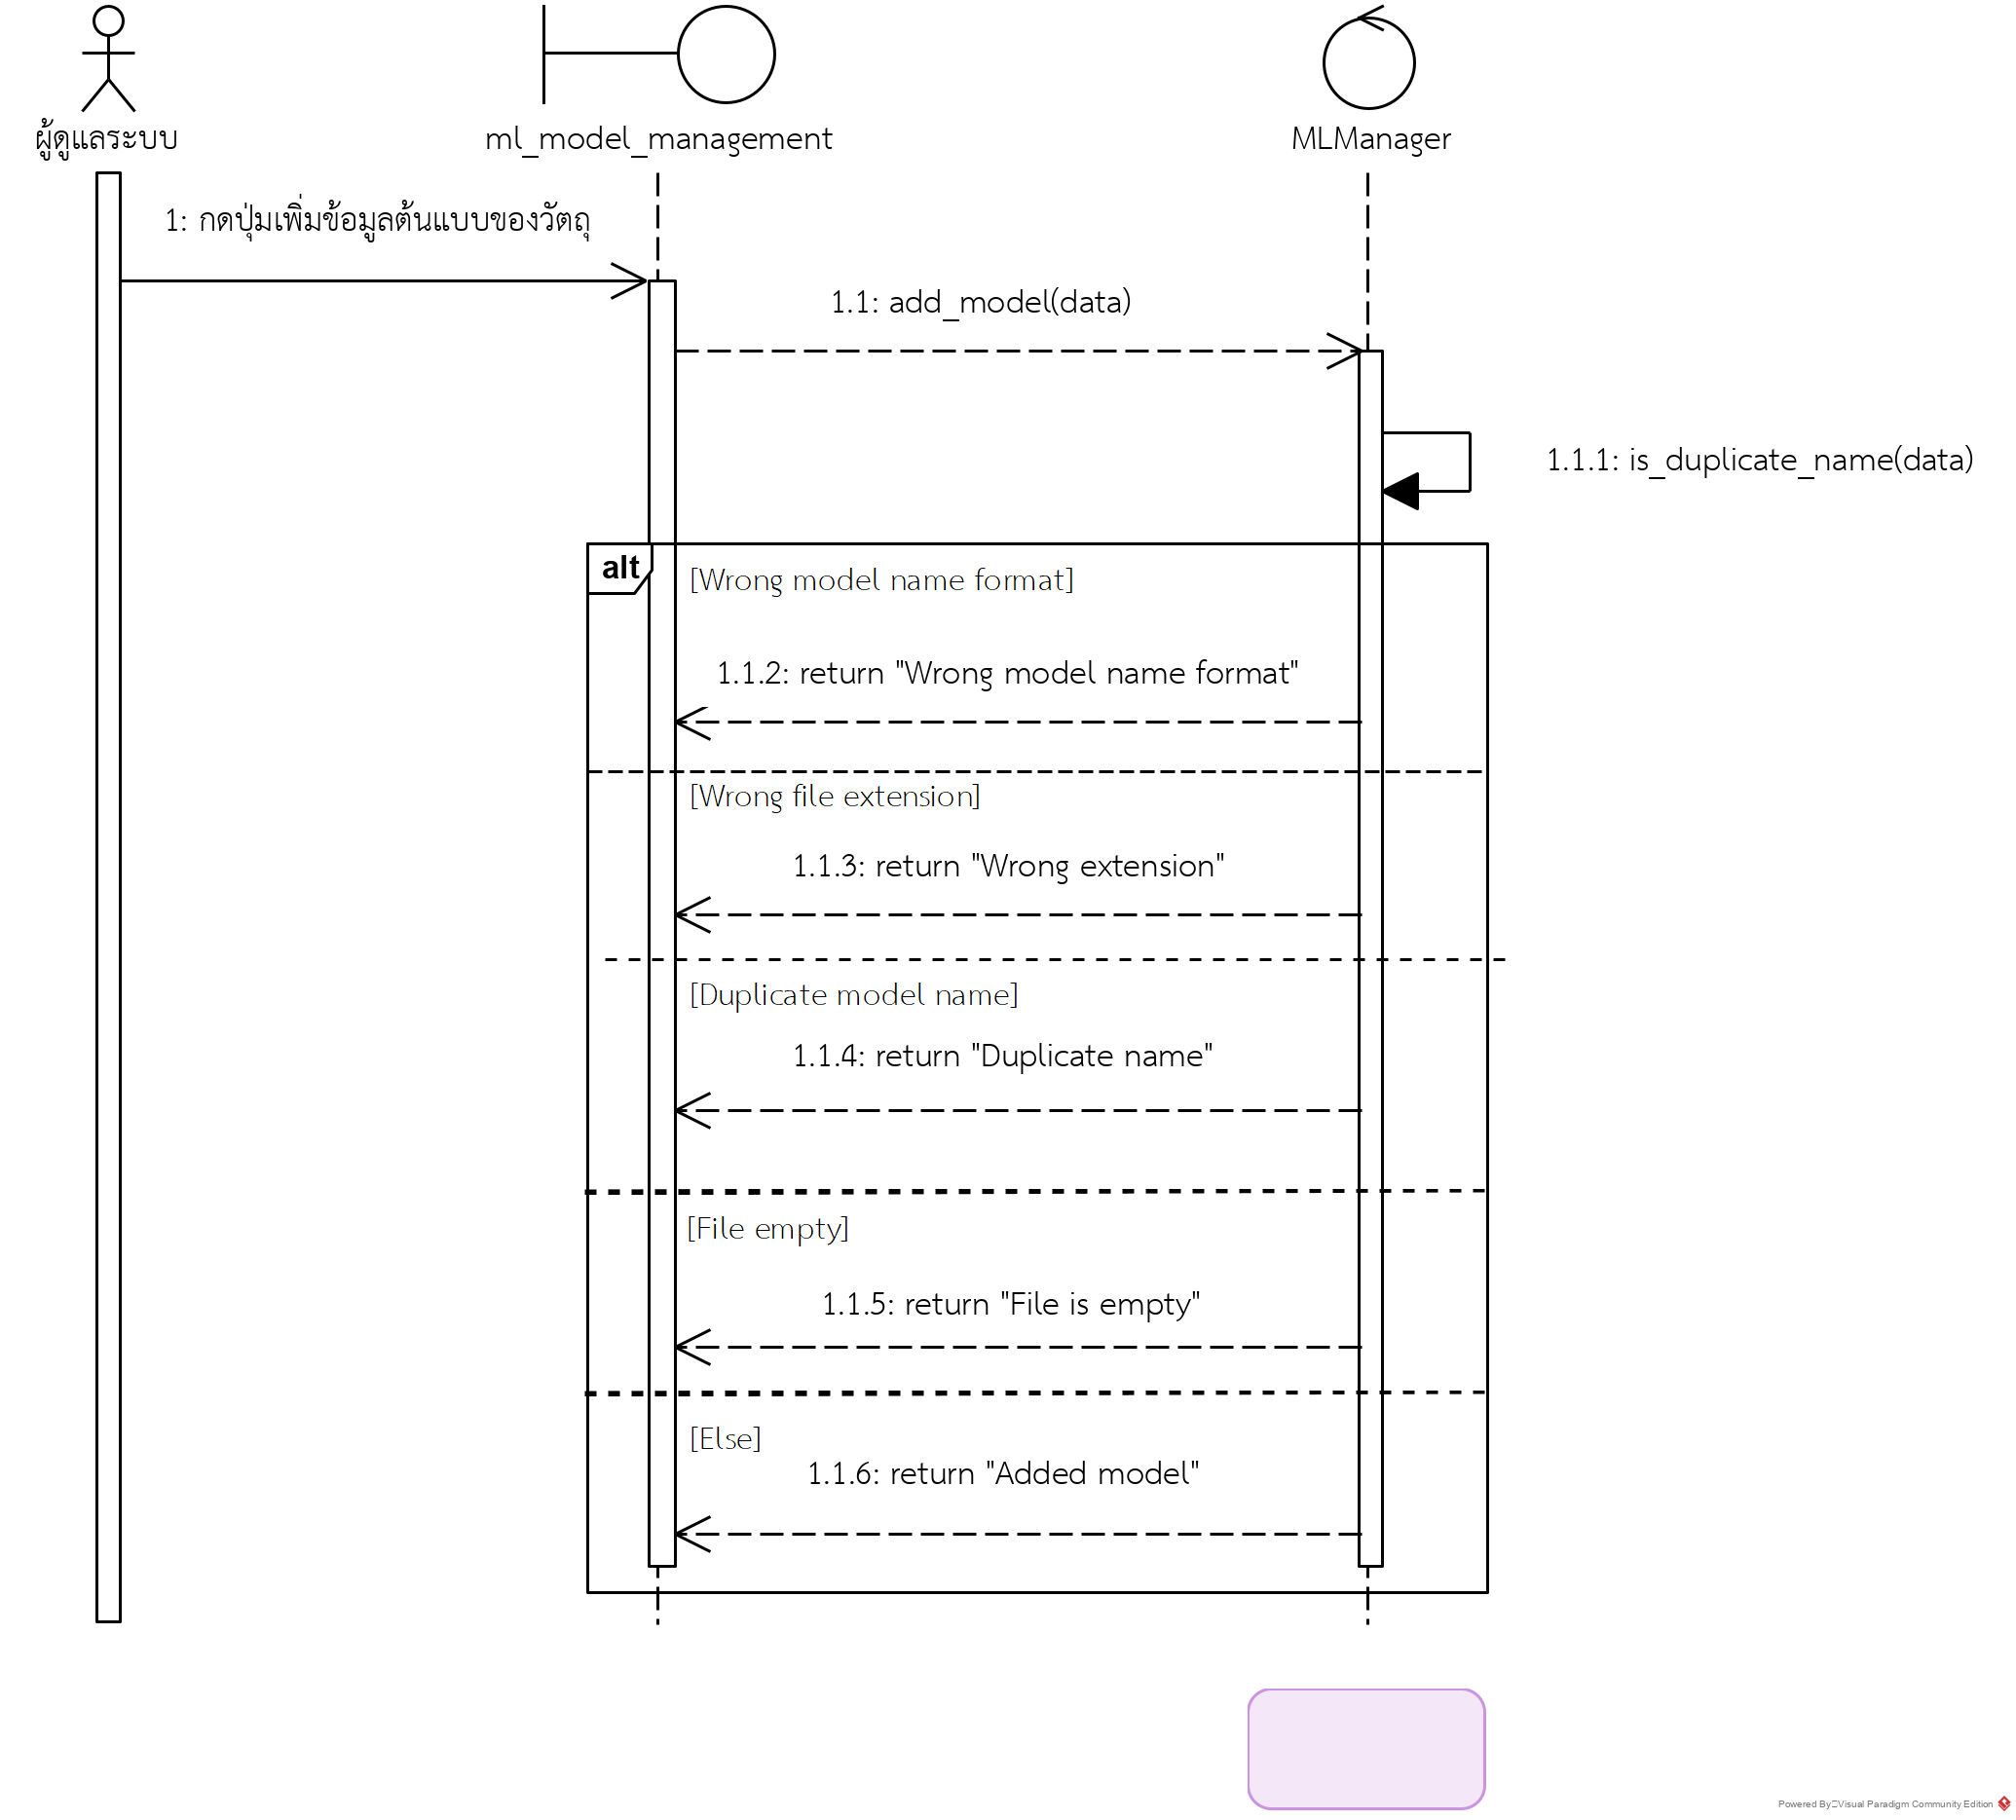 ผู้ดูแลระบบ
ml_model_management
MLManager
1: กดปุ่มเพิ่มข้อมูลต้นแบบของวัตถุ
1.1: add_model(data)
1.1.1: is_duplicate_name(data)
alt
[Wrong model name format]
1.1.2: return "Wrong model name format"
[Wrong file extension]
1.1.3: return "Wrong extension"
[Duplicate model name]
1.1.4: return "Duplicate name"
[File empty]
1.1.5: return "File is empty"
[Else]
1.1.6: return "Added model"
Powered By Visual Paradigm Community Edition